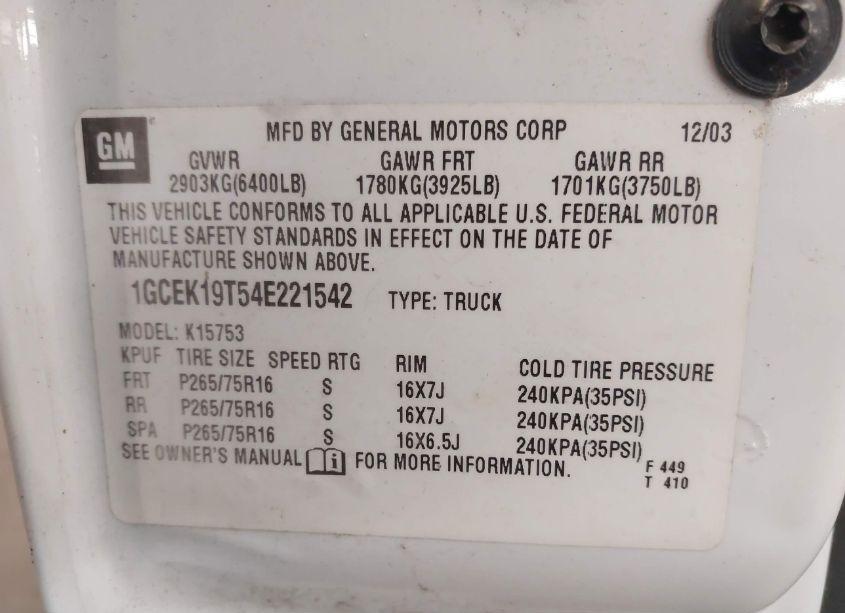 GM
MFD BY GENERAL MOTORS CORP 12/03
GVWR GAWR FRT GAWR RR
2903KG(6400LB) 1780KG(3925LB) 1701KG(3750LB)
THIS VEHICLE CONFORMS TO ALL APPLICABLE U.S. FEDERAL MOTOR
VEHICLE SAFETY STANDARDS IN EFFECT ON THE DATE OF
MANUFACTURE SHOWN ABOVE.
1GCEK19T54E221542 TYPE: TRUCK
MODEL: K15753
KPUF TIRE SIZE SPEED RTG RIM COLD TIRE PRESSURE
FRT P265/75R16 S 16X7J 240KPA(35PSI)
RR P265/75R16 S 16X7J 240KPA(35PSI)
SPA P265/75R16 S 16X6.5J 240KPA(35PSI)
SEE OWNER'S MANUAL i FOR MORE INFORMATION.
F 449
T 410